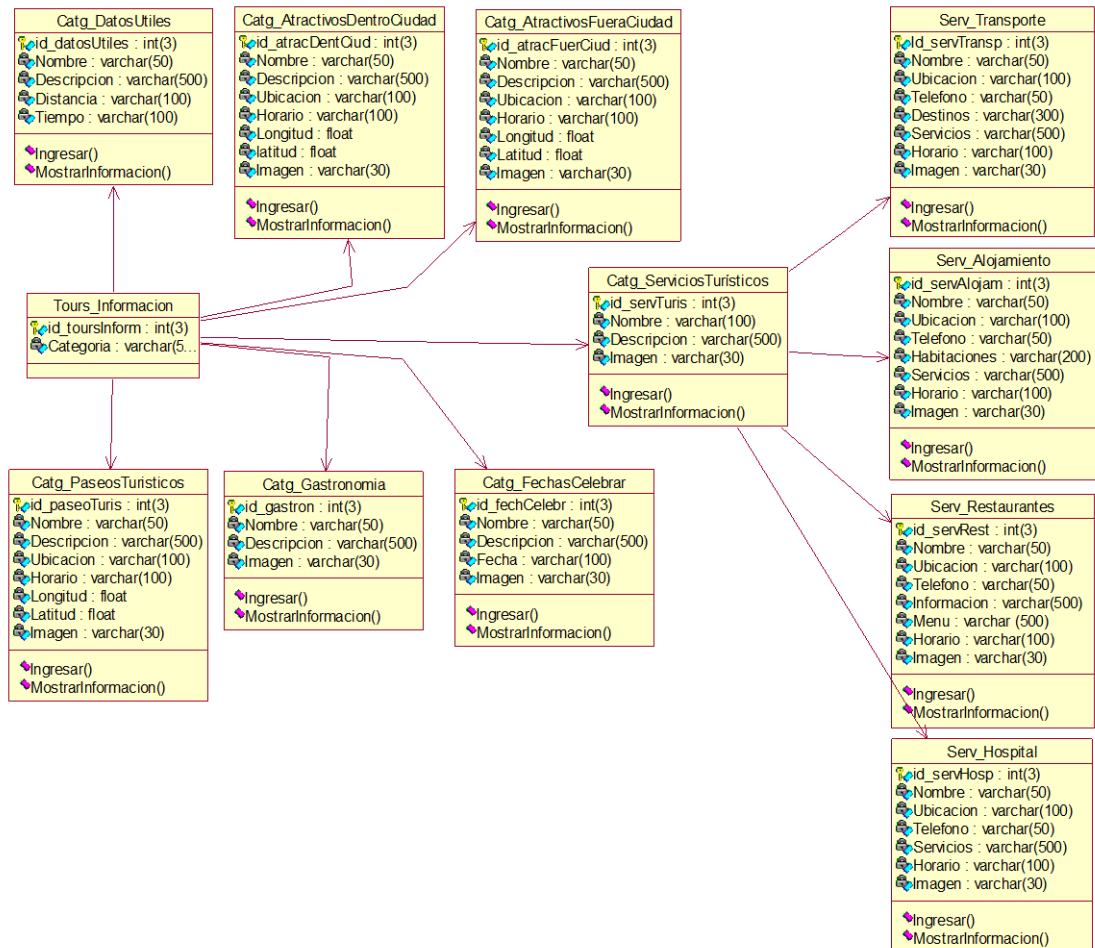 Catg_DatosUtiles
id_datosUtiles : int(3)
Nombre : varchar(50)
Descripcion : varchar(500)
Distancia : varchar(100)
Tiempo : varchar(100)
Ingresar()
MostrarInformacion()
Catg_AtractivosDentroCiudad
id_atracDentCiud : int(3)
Nombre : varchar(50)
Descripcion : varchar(500)
Ubicacion : varchar(100)
Horario : varchar(100)
Longitud : float
latitud : float
Imagen : varchar(30)
Ingresar()
MostrarInformacion()
Catg_AtractivosFueraCiudad
id_atracFuerCiud : int(3)
Nombre : varchar(50)
Descripcion : varchar(500)
Ubicacion : varchar(100)
Horario : varchar(100)
Longitud : float
Latitud : float
Imagen : varchar(30)
Ingresar()
MostrarInformacion()
Serv_Transporte
Id_servTransp : int(3)
Nombre : varchar(50)
Ubicacion : varchar(100)
Telefono : varchar(50)
Destinos : varchar(300)
Servicios : varchar(500)
Horario : varchar(100)
Imagen : varchar(30)
Ingresar()
MostrarInformacion()
Tours_Informacion
id_toursInform : int(3)
Categoria : varchar(5...
Catg_ServiciosTurísticos
id_servTuris : int(3)
Nombre : varchar(100)
Descripcion : varchar(500)
Imagen : varchar(30)
Ingresar()
MostrarInformacion()
Serv_Alojamiento
id_servAlojam : int(3)
Nombre : varchar(50)
Ubicacion : varchar(100)
Telefono : varchar(50)
Habitaciones : varchar(200)
Servicios : varchar(500)
Horario : varchar(100)
Imagen : varchar(30)
Ingresar()
MostrarInformacion()
Catg_PaseosTuristicos
id_paseoTuris : int(3)
Nombre : varchar(50)
Descripcion : varchar(500)
Ubicacion : varchar(100)
Horario : varchar(100)
Longitud : float
Latitud : float
Imagen : varchar(30)
Ingresar()
MostrarInformacion()
Catg_Gastronomia
id_gastron : int(3)
Nombre : varchar(50)
Descripcion : varchar(500)
Imagen : varchar(30)
Ingresar()
MostrarInformacion()
Catg_FechasCelebrar
id_fechCelebr : int(3)
Nombre : varchar(50)
Descripcion : varchar(500)
Fecha : varchar(100)
Imagen : varchar(30)
Ingresar()
MostrarInformacion()
Serv_Restaurantes
id_servRest : int(3)
Nombre : varchar(50)
Ubicacion : varchar(100)
Telefono : varchar(50)
Informacion : varchar(500)
Menu : varchar (500)
Horario : varchar(100)
Imagen : varchar(30)
Ingresar()
MostrarInformacion()
Serv_Hospital
id_servHosp : int(3)
Nombre : varchar(50)
Ubicacion : varchar(100)
Telefono : varchar(50)
Servicios : varchar(500)
Horario : varchar(100)
Imagen : varchar(30)
Ingresar()
MostrarInformacion()